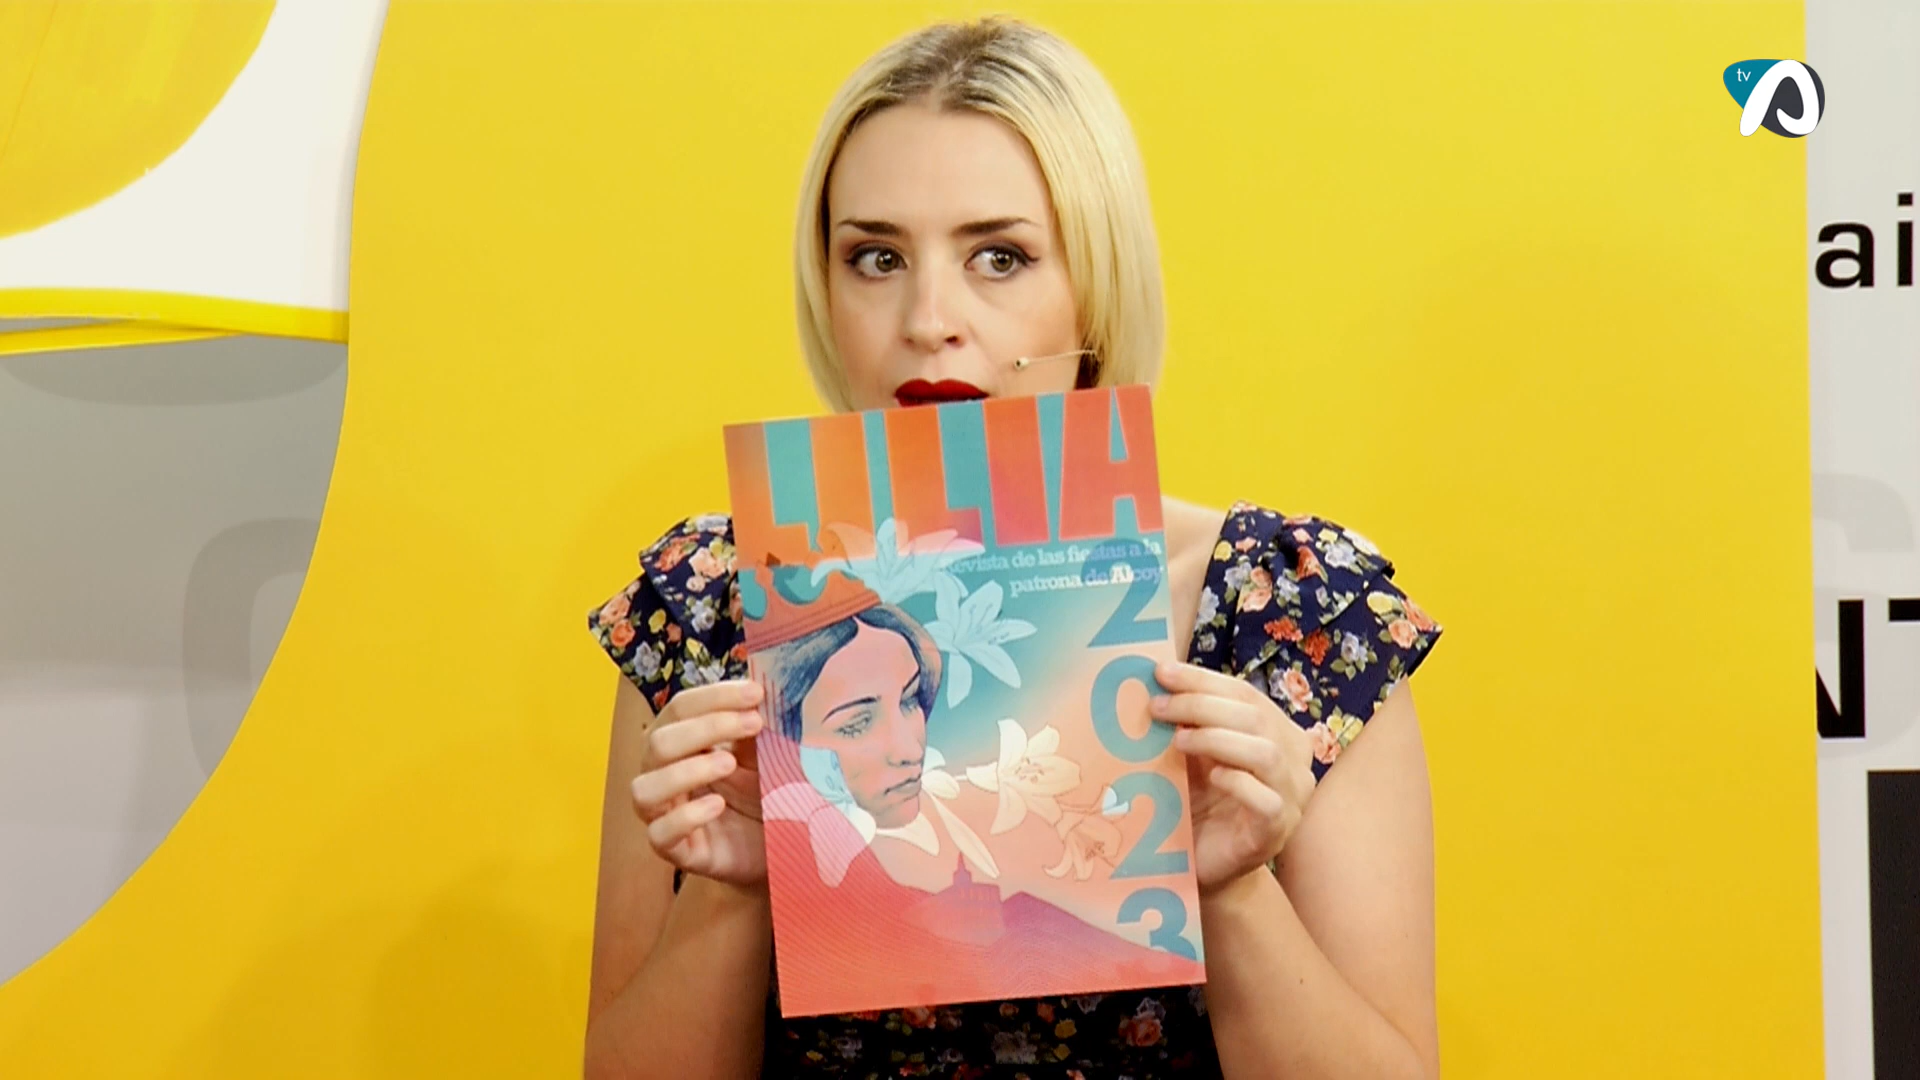 tv
ai
LILIA
Revista de las fiestas a la
patrona de Alcoy
2023
NT